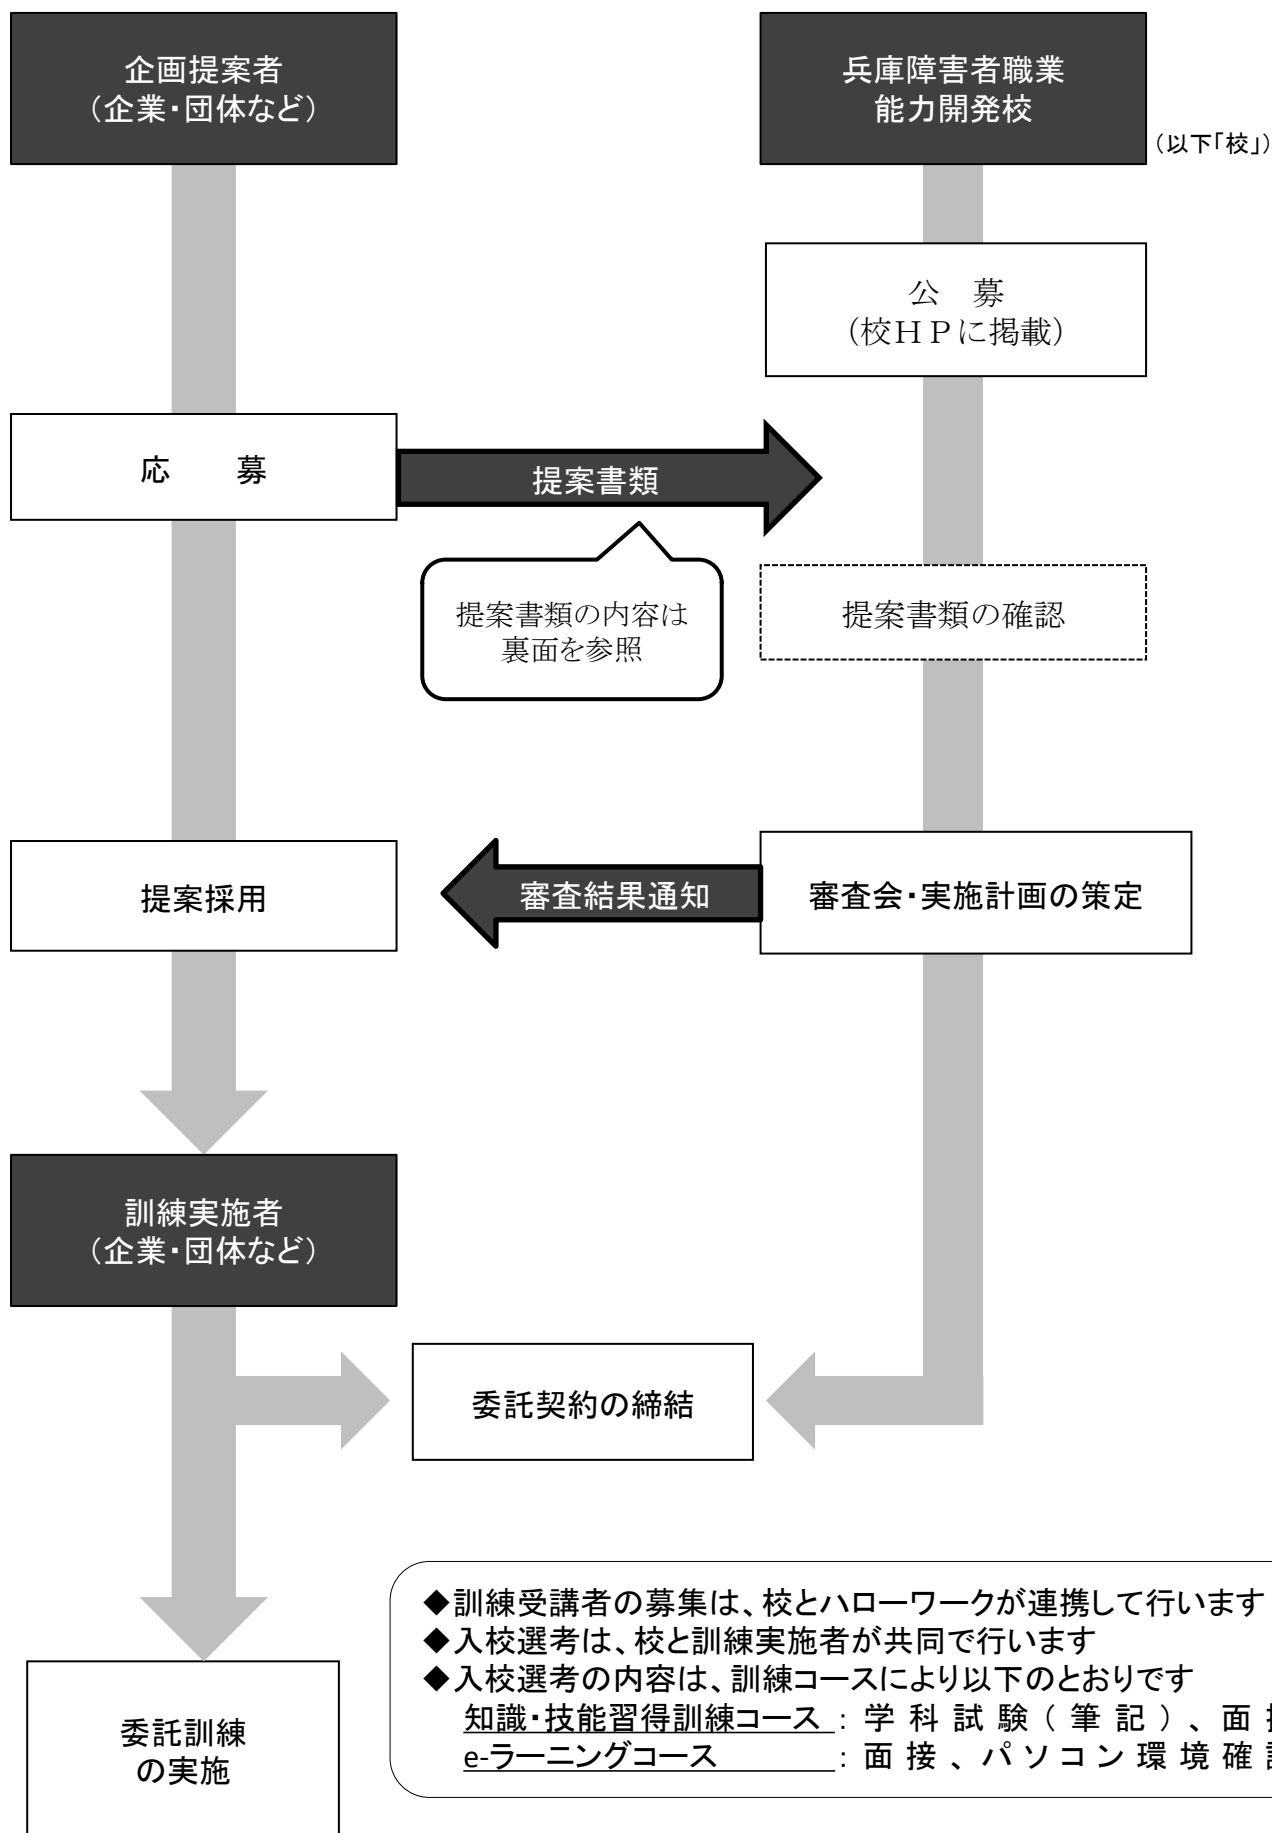 企画提案者
（企業・団体など）
兵庫障害者職業
能力開発校
（以下「校」）
公　募
（校ＨＰに掲載）
応　　募
提案書類
提案書類の内容は
裏面を参照
提案書類の確認
提案採用
審査結果通知
審査会・実施計画の策定
訓練実施者
（企業・団体など）
委託契約の締結
◆訓練受講者の募集は、校とハローワークが連携して行います
◆入校選考は、校と訓練実施者が共同で行います
◆入校選考の内容は、訓練コースにより以下のとおりです
知識・技能習得訓練コース：学科試験（筆記）、面
e-ラーニングコース　　　：面接、パソコン環境確
委託訓練
の実施